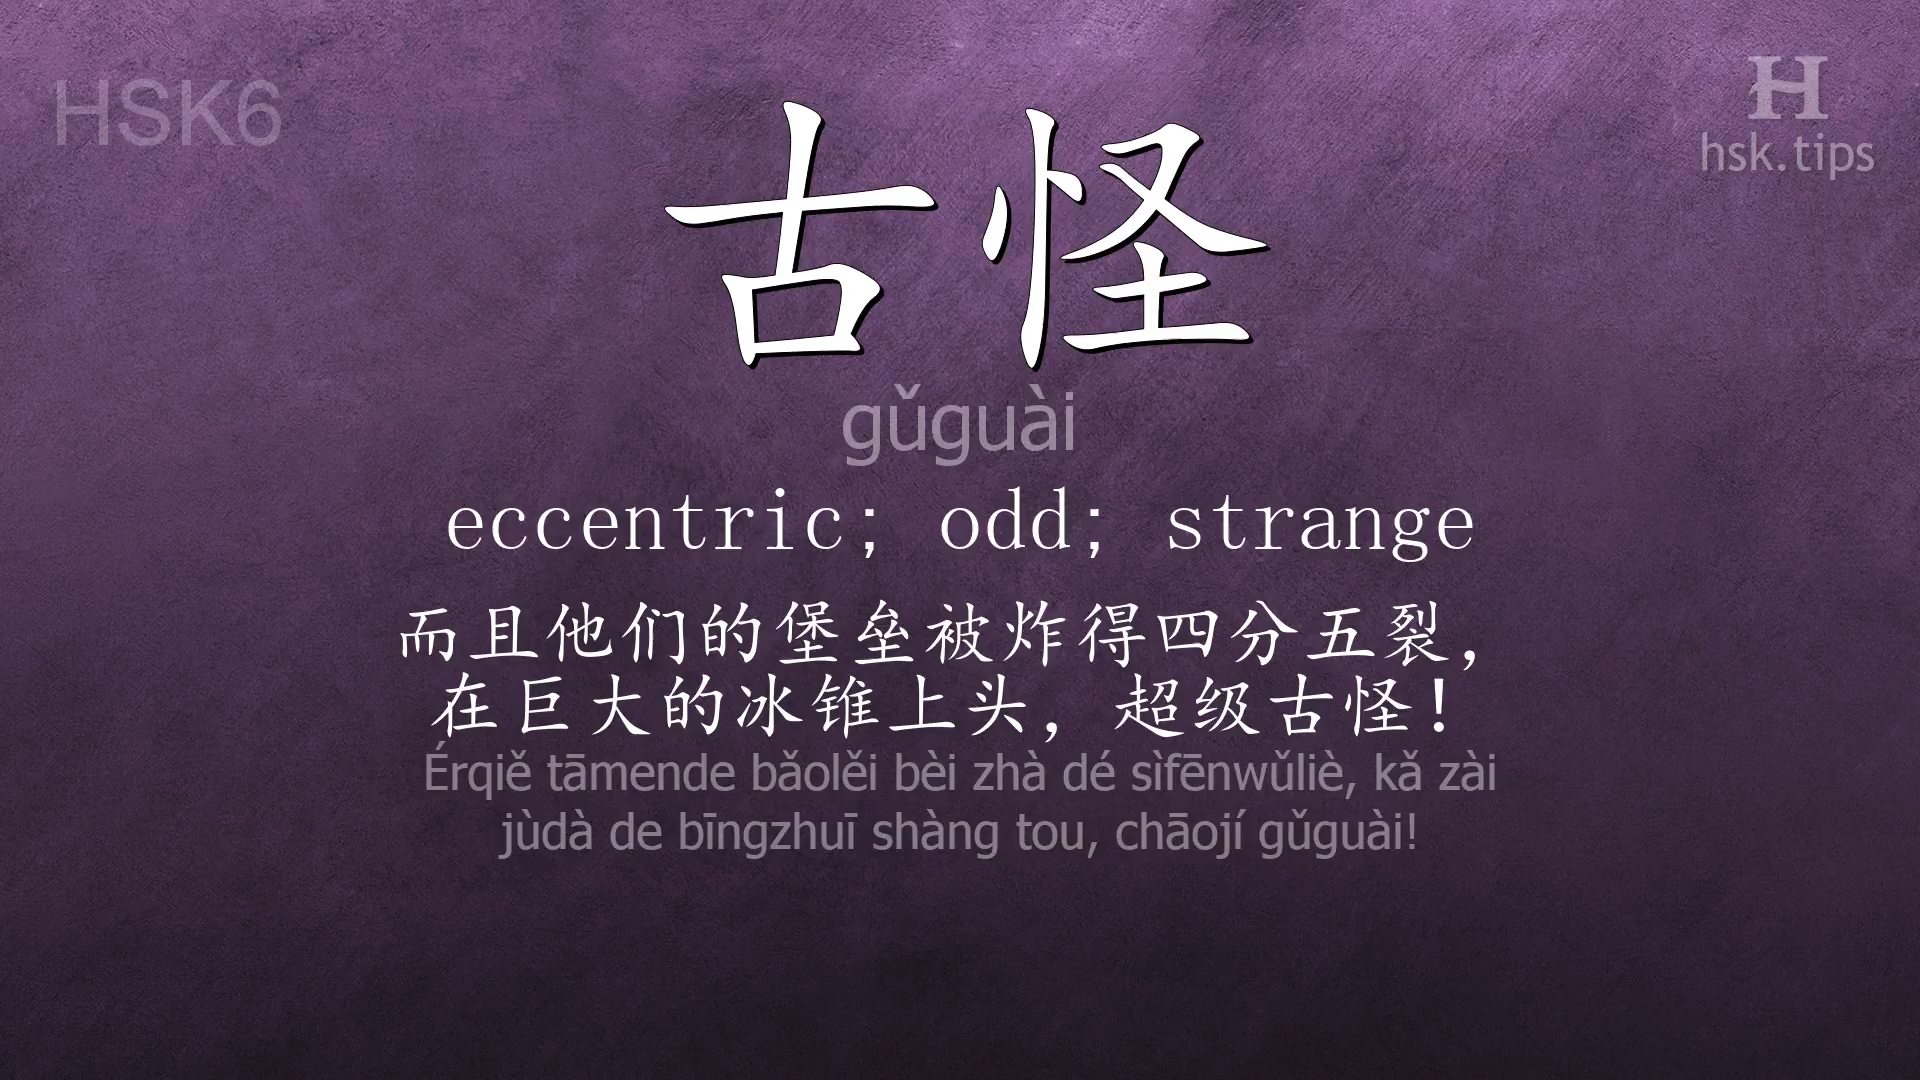 HSK6
H
hsk.tips
古怪
gǔguài
eccentric; odd; strange
而且他们的堡垒被炸得四分五裂，
在巨大的冰锥上头，超级古怪！
Érqiě tāmende bǎolěi bèi zhà dé sìfēnwǔliè, kǎ zài
jùdà de bīngzhuī shàng tou, chāojí gǔguài!